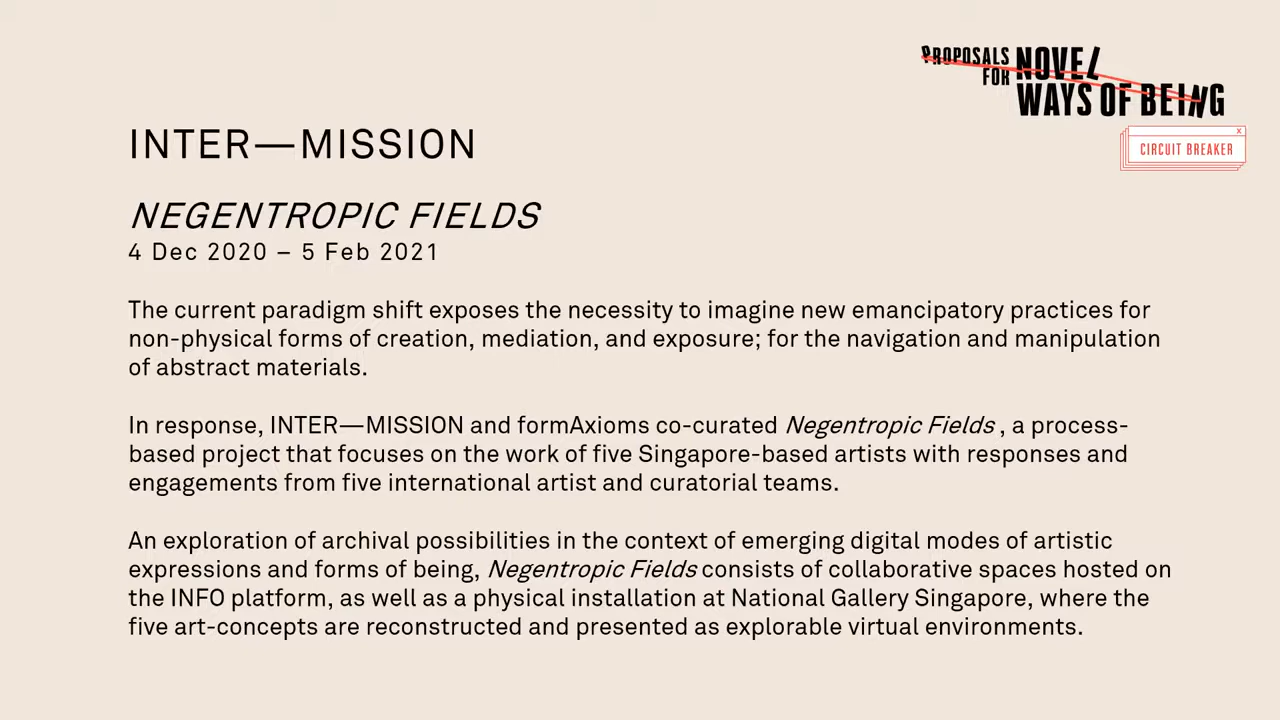 PROPOSALS
FOR
NOVEL
WAYS OF BEING
CIRCUIT BREAKER
x
INTER—MISSION
NEGENTROPIC FIELDS
4 Dec 2020 – 5 Feb 2021
The current paradigm shift exposes the necessity to imagine new emancipatory practices for
non-physical forms of creation, mediation, and exposure; for the navigation and manipulation
of abstract materials.
In response, INTER—MISSION and formAxioms co-curated Negentropic Fields , a process-
based project that focuses on the work of five Singapore-based artists with responses and
engagements from five international artist and curatorial teams.
An exploration of archival possibilities in the context of emerging digital modes of artistic
expressions and forms of being, Negentropic Fields consists of collaborative spaces hosted on
the INFO platform, as well as a physical installation at National Gallery Singapore, where the
five art-concepts are reconstructed and presented as explorable virtual environments.